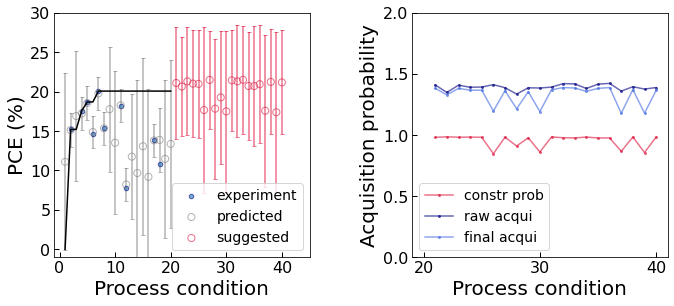 PCE (%)
30
25
20
15
10
5
0
experiment
predicted
suggested
0 10 20 30 40
Process condition
Acquisition probability
2.0
1.5
1.0
0.5
0.0
constr prob
raw acqui
final acqui
20 30 40
Process condition